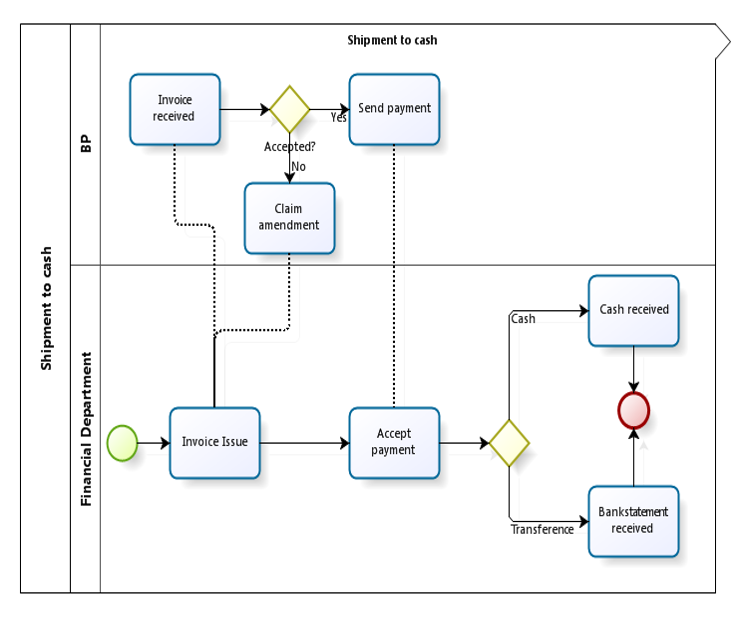 Shipment to cash
Shipment to cash
BP
Invoice
received
Accepted?
Yes
Send payment
No
Claim
amendment
Financial Department
Invoice Issue
Accept
payment
Cash
Cash received
Transference
Bankstatement
received